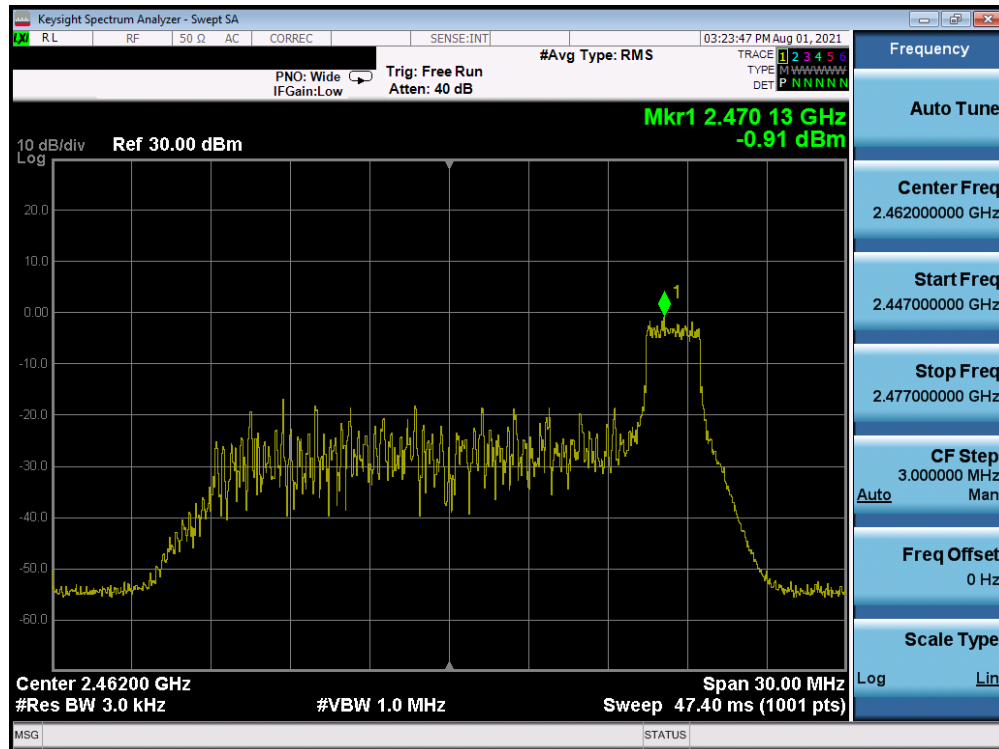 Keysight Spectrum Analyzer - Swept SA
LXI RL RF 50 Ω AC CORREC SENSE:INT 03:23:47 PM Aug 01, 2021
#Avg Type: RMS
TRACE 1 2 3 4 5 6
TYPE M W W W W W
DET P N N N N N
PNO: Wide
IFGain:Low
Trig: Free Run
Atten: 40 dB
Mkr1 2.470 13 GHz
-0.91 dBm
10 dB/div Ref 30.00 dBm
Log
20.0
10.0
0.00
-10.0
-20.0
-30.0
-40.0
-50.0
-60.0
1
Center 2.46200 GHz Span 30.00 MHz
#Res BW 3.0 kHz #VBW 1.0 MHz Sweep 47.40 ms (1001 pts)
MSG STATUS
Frequency
Auto Tune
Center Freq
2.462000000 GHz
Start Freq
2.447000000 GHz
Stop Freq
2.477000000 GHz
CF Step
3.000000 MHz
Auto Man
Freq Offset
0 Hz
Scale Type
Log Lin